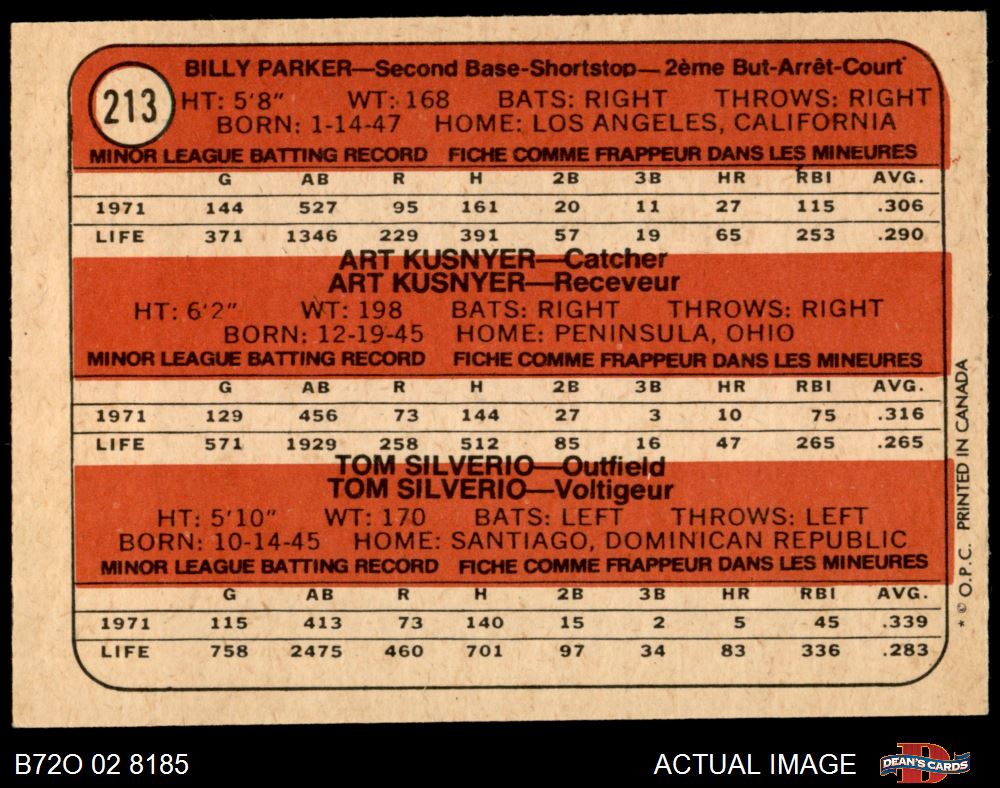 213
BILLY PARKER—Second Base-Shortstop—2ème But-Arrêt-Court
HT: 5'8" WT: 168 BATS: RIGHT THROWS: RIGHT
BORN: 1-14-47 HOME: LOS ANGELES, CALIFORNIA
MINOR LEAGUE BATTING RECORD FICHE COMME FRAPPEUR DANS LES MINEURES
G AB R H 2B 3B HR RBI AVG.
1971 144 527 95 161 20 11 27 115 .306
LIFE 371 1346 229 391 57 19 65 253 .290
ART KUSNYER—Catcher
ART KUSNYER—Receveur
HT: 6'2" WT: 198 BATS: RIGHT THROWS: RIGHT
BORN: 12-19-45 HOME: PENINSULA, OHIO
MINOR LEAGUE BATTING RECORD FICHE COMME FRAPPEUR DANS LES MINEURES
G AB R H 2B 3B HR RBI AVG.
1971 129 456 73 144 27 3 10 75 .316
LIFE 571 1929 258 512 85 16 47 265 .265
TOM SILVERIO—Outfield
TOM SILVERIO—Voltigeur
HT: 5'10" WT: 170 BATS: LEFT THROWS: LEFT
BORN: 10-14-45 HOME: SANTIAGO, DOMINICAN REPUBLIC
MINOR LEAGUE BATTING RECORD FICHE COMME FRAPPEUR DANS LES MINEURES
G AB R H 2B 3B HR RBI AVG.
1971 115 413 73 140 15 2 5 45 .339
LIFE 758 2475 460 701 97 34 83 336 .283
* © O.P.C. PRINTED IN CANADA
B72O 02 8185
ACTUAL IMAGE
DEAN'S CARDS